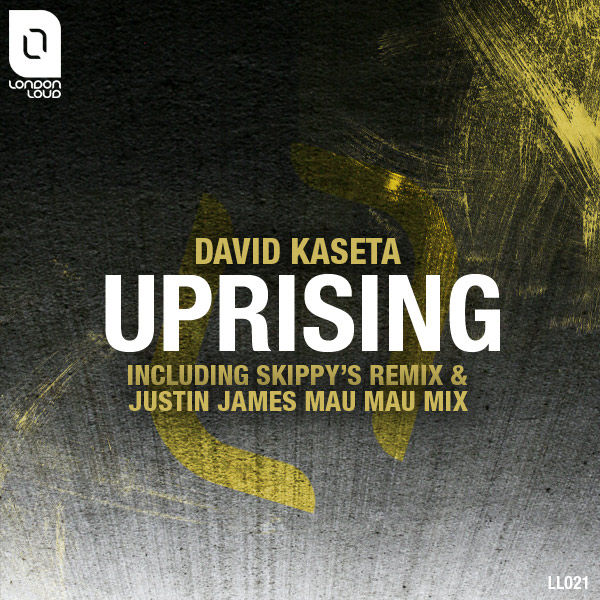 LONDON
LOUD
DAVID KASETA
UPRISING
INCLUDING SKIPPY'S REMIX &
JUSTIN JAMES MAU MAU MIX
LL021